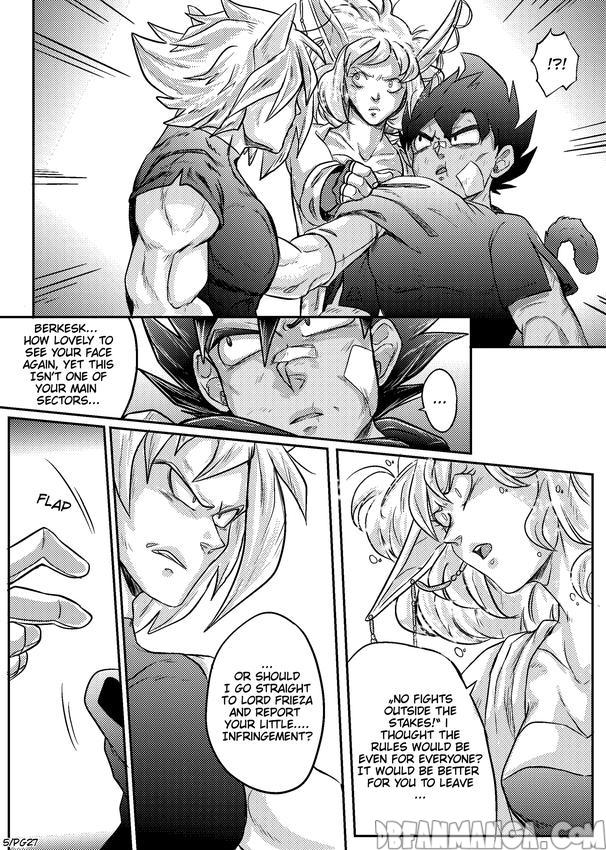 !?!
BERKESK...
HOW LOVELY TO
SEE YOUR FACE
AGAIN, YET THIS
ISN'T ONE OF
YOUR MAIN
SECTORS...
...
FLAP
...
OR SHOULD
I GO STRAIGHT
TO LORD FRIEZA
AND REPORT
YOUR LITTLE....
INFRINGEMENT?
„NO FIGHTS
OUTSIDE THE
STAKES!" I
THOUGHT THE
RULES WOULD BE
EVEN FOR EVERYONE?
IT WOULD BE BETTER
FOR YOU TO LEAVE
...
5/PG27
DBFANMANGA.COM